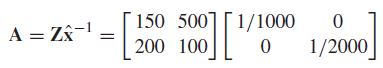 A = Zx̂⁻¹ = [150 500; 200 100] [1/1000 0; 0 1/2000]